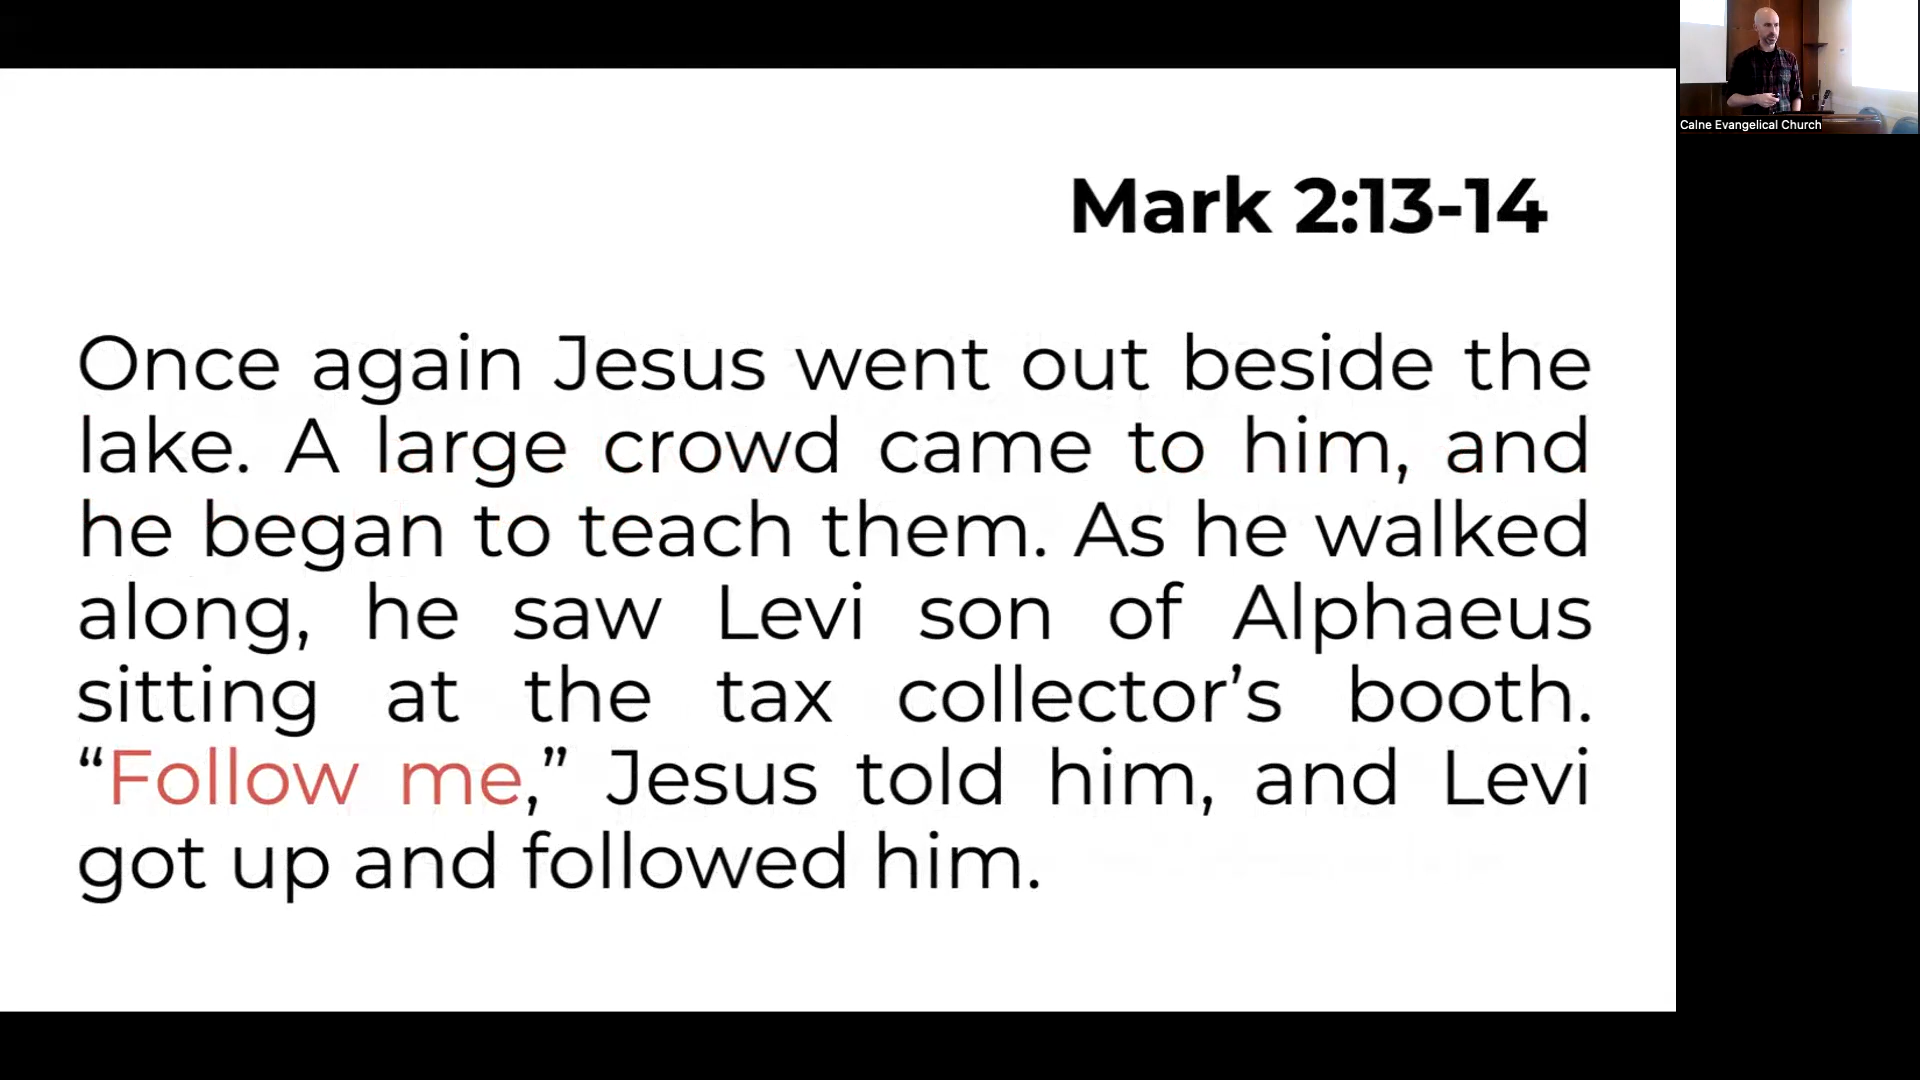 Mark 2:13-14
Once again Jesus went out beside the
lake. A large crowd came to him, and
he began to teach them. As he walked
along, he saw Levi son of Alphaeus
sitting at the tax collector’s booth.
“Follow me,” Jesus told him, and Levi
got up and followed him.
Calne Evangelical Church